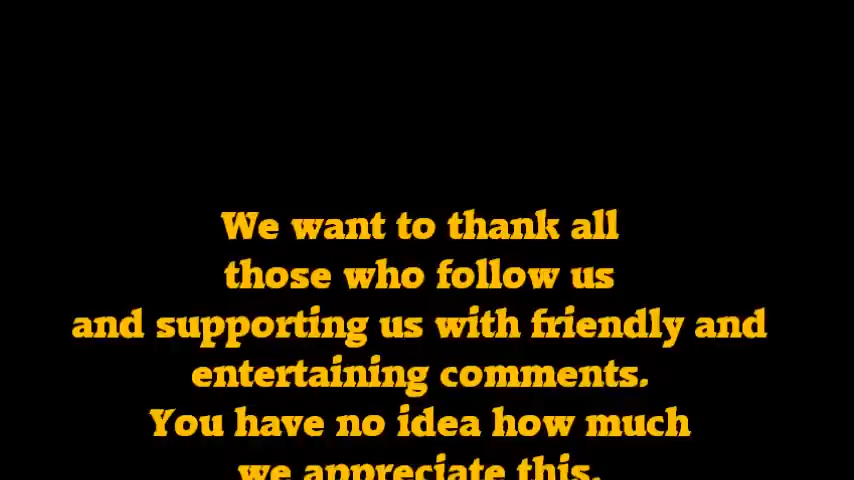 We want to thank all
those who follow us
and supporting us with friendly and
entertaining comments.
You have no idea how much
we appreciate this.